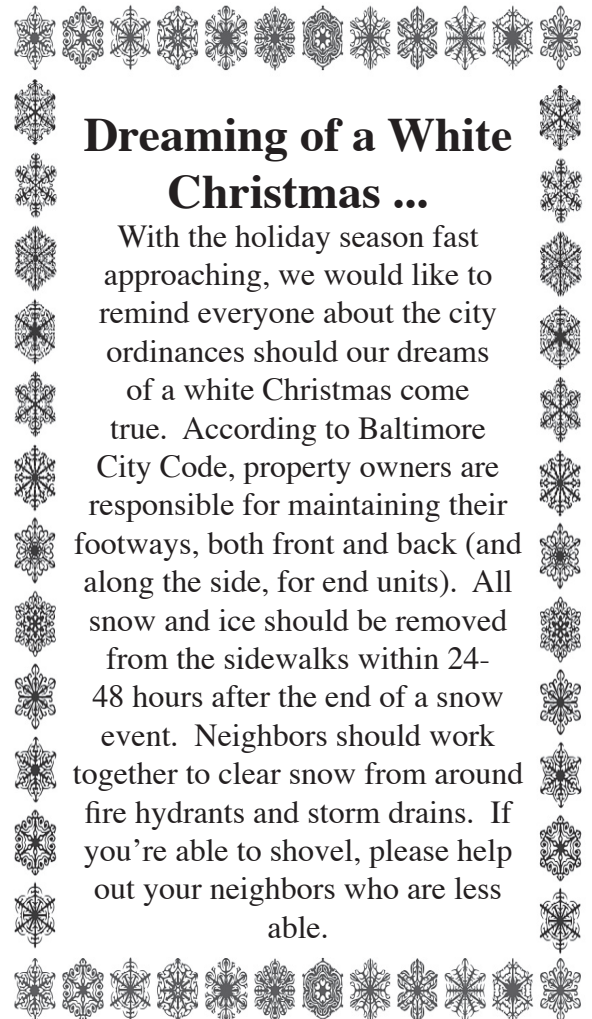 Dreaming of a White
Christmas ...
With the holiday season fast
approaching, we would like to
remind everyone about the city
ordinances should our dreams
of a white Christmas come
true.  According to Baltimore
City Code, property owners are
responsible for maintaining their
footways, both front and back (and
along the side, for end units).  All
snow and ice should be removed
from the sidewalks within 24-
48 hours after the end of a snow
event.  Neighbors should work
together to clear snow from around
fire hydrants and storm drains.  If
you’re able to shovel, please help
out your neighbors who are less
able.